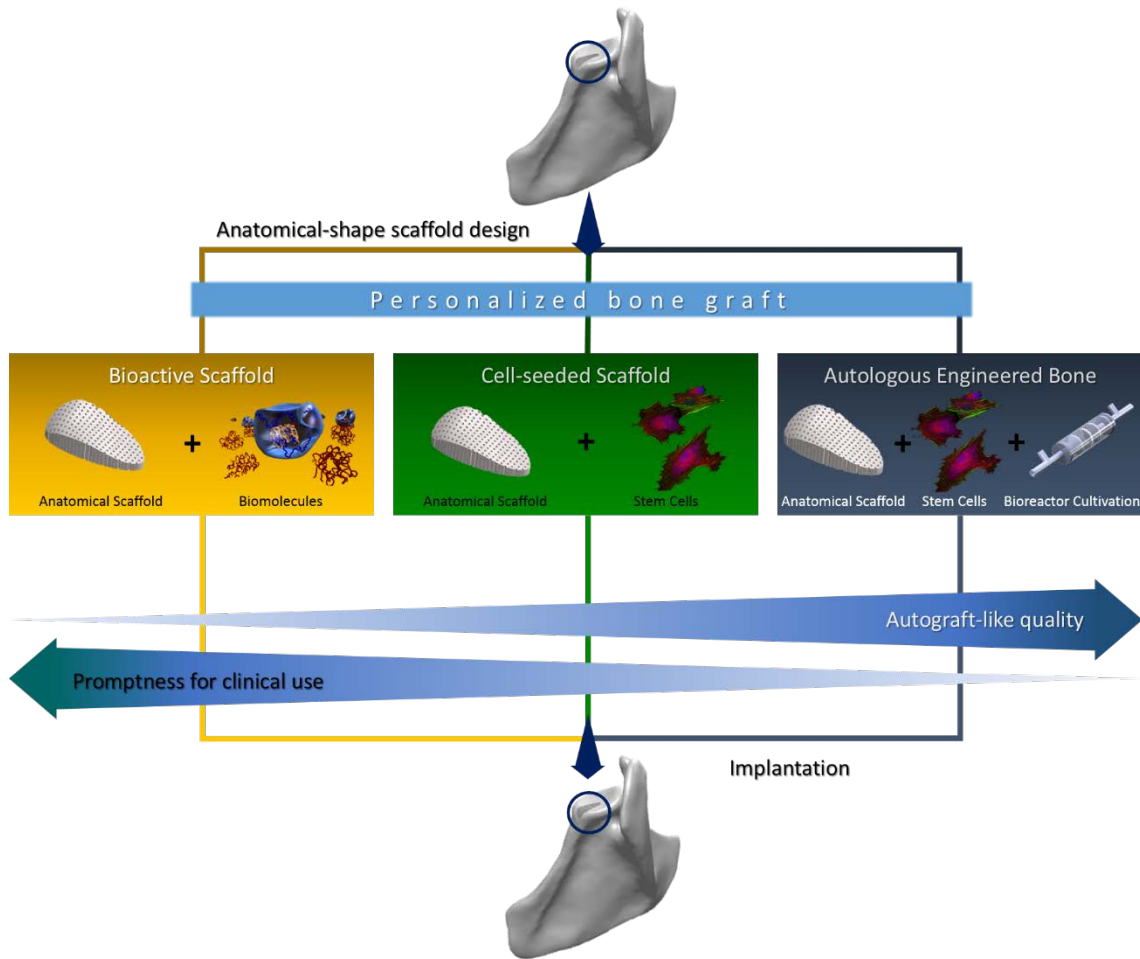 Anatomical-shape scaffold design
Personalized bone graft
Bioactive Scaffold
+
Anatomical Scaffold
Biomolecules
Cell-seeded Scaffold
+
Anatomical Scaffold
Stem Cells
Autologous Engineered Bone
+
+
Anatomical Scaffold
Stem Cells
Bioreactor Cultivation
Autograft-like quality
Promptness for clinical use
Implantation